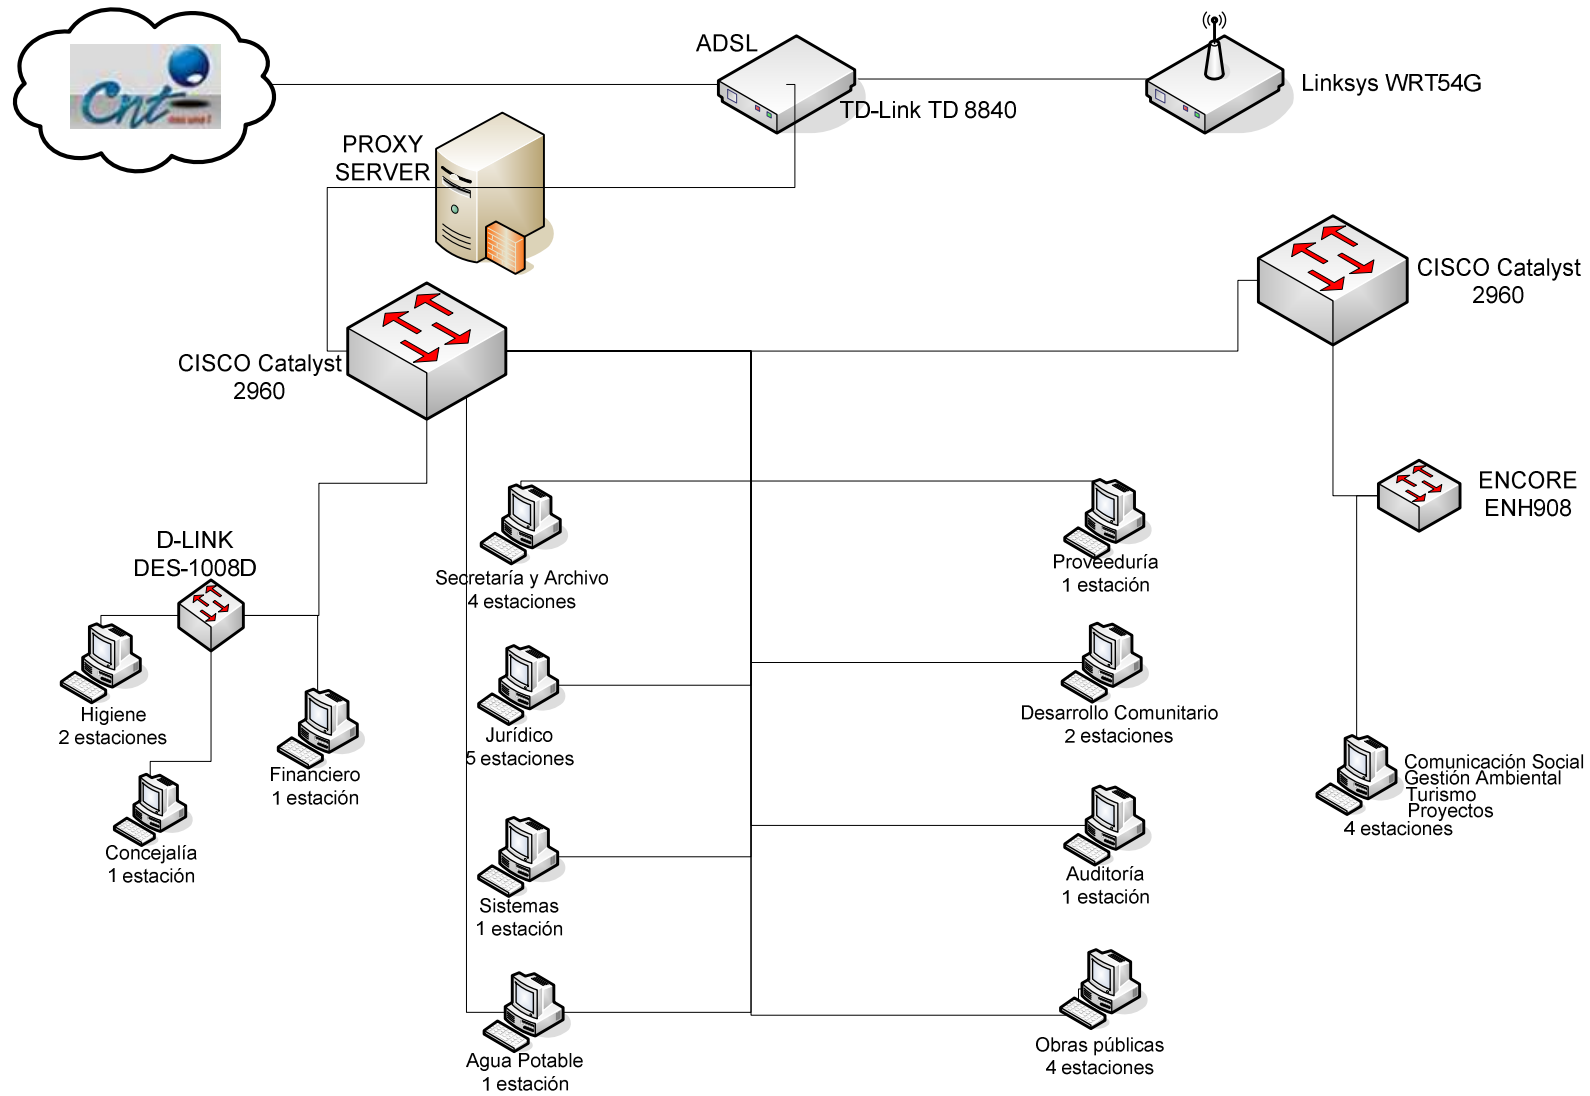 Cnt
ADSL
TD-Link TD 8840
Linksys WRT54G
PROXY
SERVER
CISCO Catalyst
2960
CISCO Catalyst
2960
ENCORE
ENH908
D-LINK
DES-1008D
Higiene
2 estaciones
Concejalía
1 estación
Financiero
1 estación
Secretaría y Archivo
4 estaciones
Jurídico
5 estaciones
Sistemas
1 estación
Agua Potable
1 estación
Proveeduría
1 estación
Desarrollo Comunitario
2 estaciones
Auditoría
1 estación
Obras públicas
4 estaciones
Comunicación Social
Gestión Ambiental
Turismo
Proyectos
4 estaciones